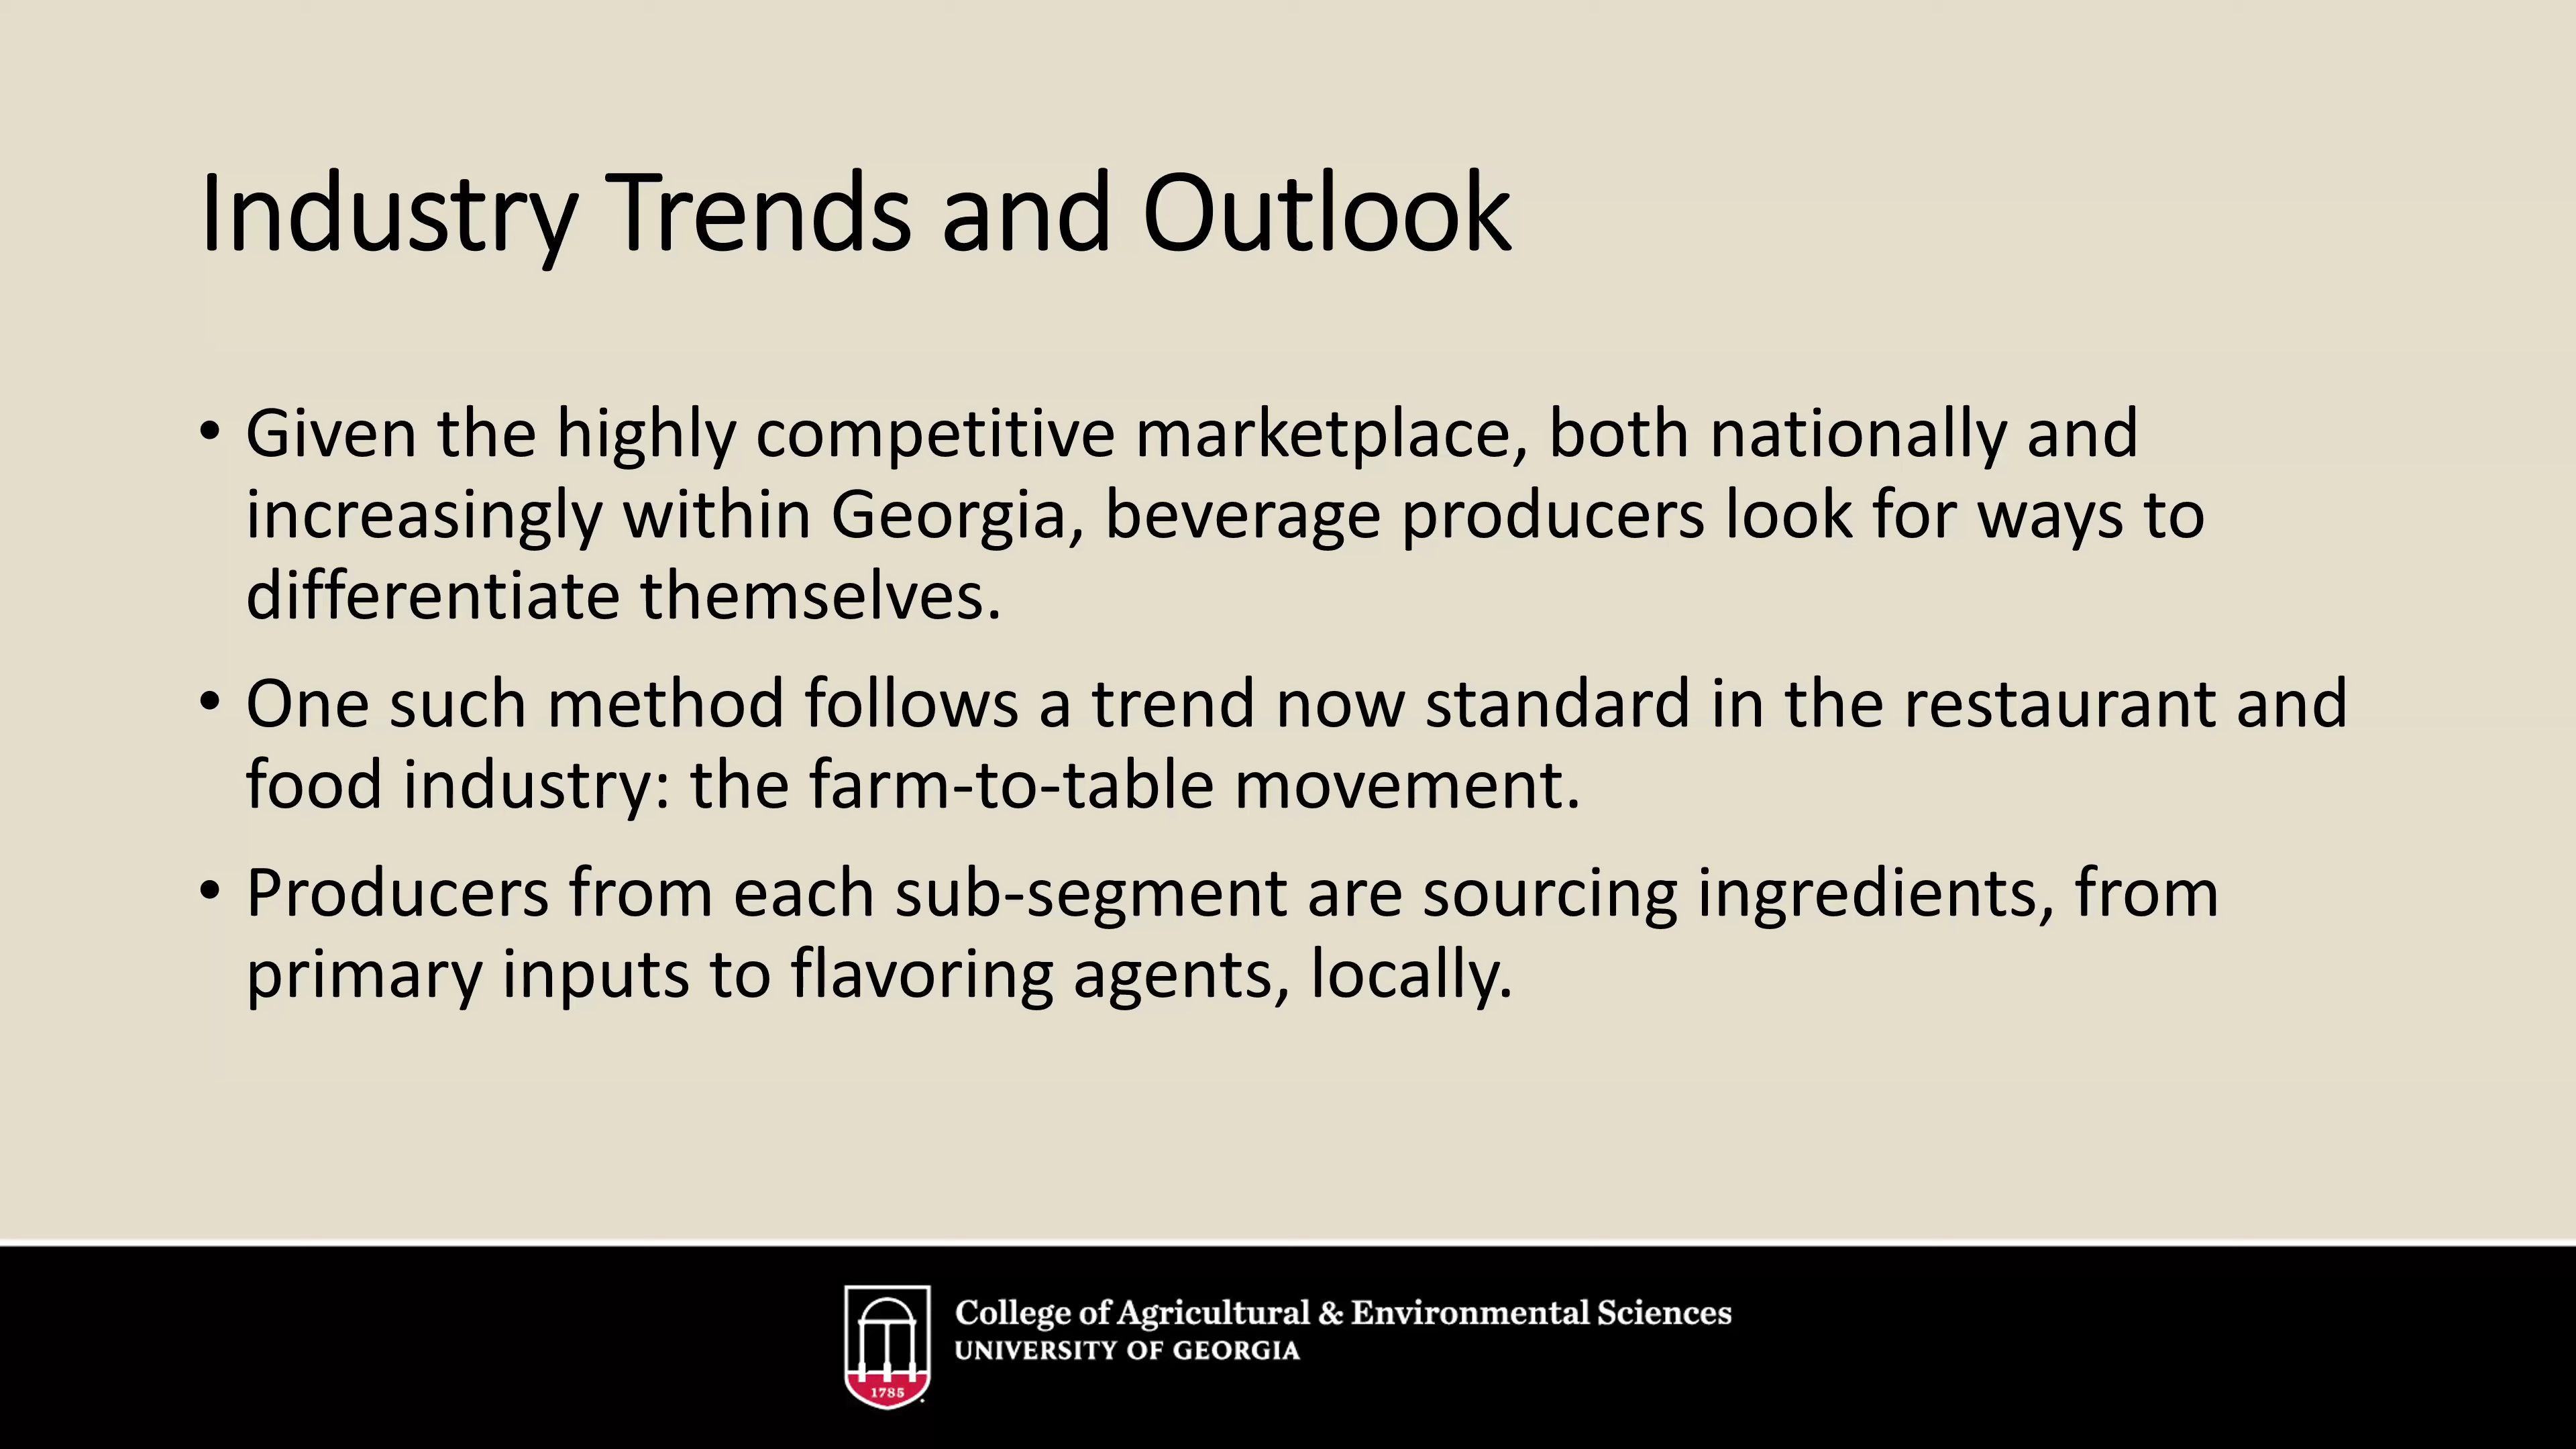 Industry Trends and Outlook
• Given the highly competitive marketplace, both nationally and
increasingly within Georgia, beverage producers look for ways to
differentiate themselves.
• One such method follows a trend now standard in the restaurant and
food industry: the farm-to-table movement.
• Producers from each sub-segment are sourcing ingredients, from
primary inputs to flavoring agents, locally.
College of Agricultural & Environmental Sciences
UNIVERSITY OF GEORGIA
1785